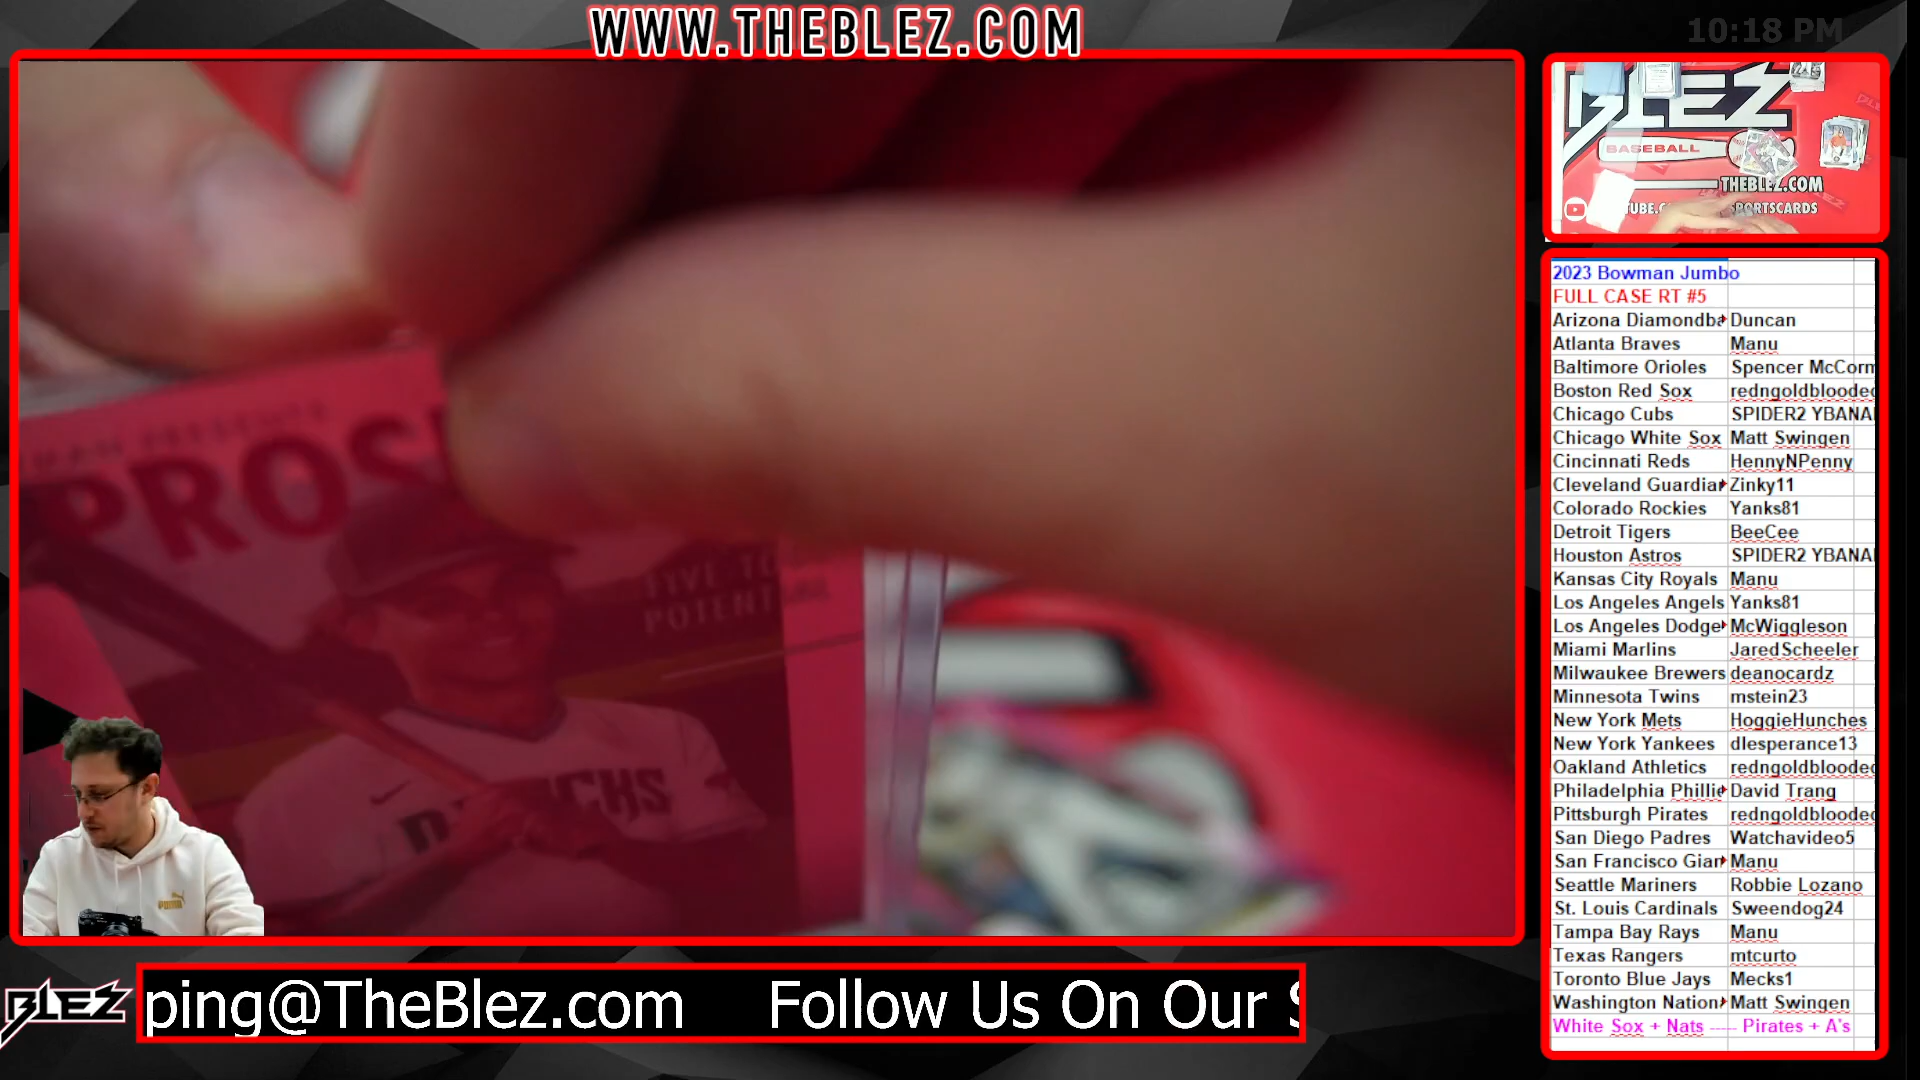 WWW.THEBLEZ.COM
10:18 PM
BLEZ
BASEBALL
THEBLEZ.COM
SPORTSCARDS
PROS
FIVE TO
POTENT
2023 Bowman Jumbo
FULL CASE RT #5
Arizona Diamondba Duncan
Atlanta Braves Manu
Baltimore Orioles Spencer McCorm
Boston Red Sox redngoldblooded
Chicago Cubs SPIDER2 YBANA
Chicago White Sox Matt Swingen
Cincinnati Reds HennyNPenny
Cleveland Guardian Zinky11
Colorado Rockies Yanks81
Detroit Tigers BeeCee
Houston Astros SPIDER2 YBANA
Kansas City Royals Manu
Los Angeles Angels Yanks81
Los Angeles Dodge McWiggleson
Miami Marlins JaredScheeler
Milwaukee Brewers deanocardz
Minnesota Twins mstein23
New York Mets HoggieHunches
New York Yankees dlesperance13
Oakland Athletics redngoldblooded
Philadelphia Phillie David Trang
Pittsburgh Pirates redngoldblooded
San Diego Padres Watchavideo5
San Francisco Gian Manu
Seattle Mariners Robbie Lozano
St. Louis Cardinals Sweendog24
Tampa Bay Rays Manu
Texas Rangers mtcurto
Toronto Blue Jays Mecks1
Washington Nation Matt Swingen
White Sox + Nats ----- Pirates + A's
BLEZ
ping@TheBlez.com Follow Us On Our S